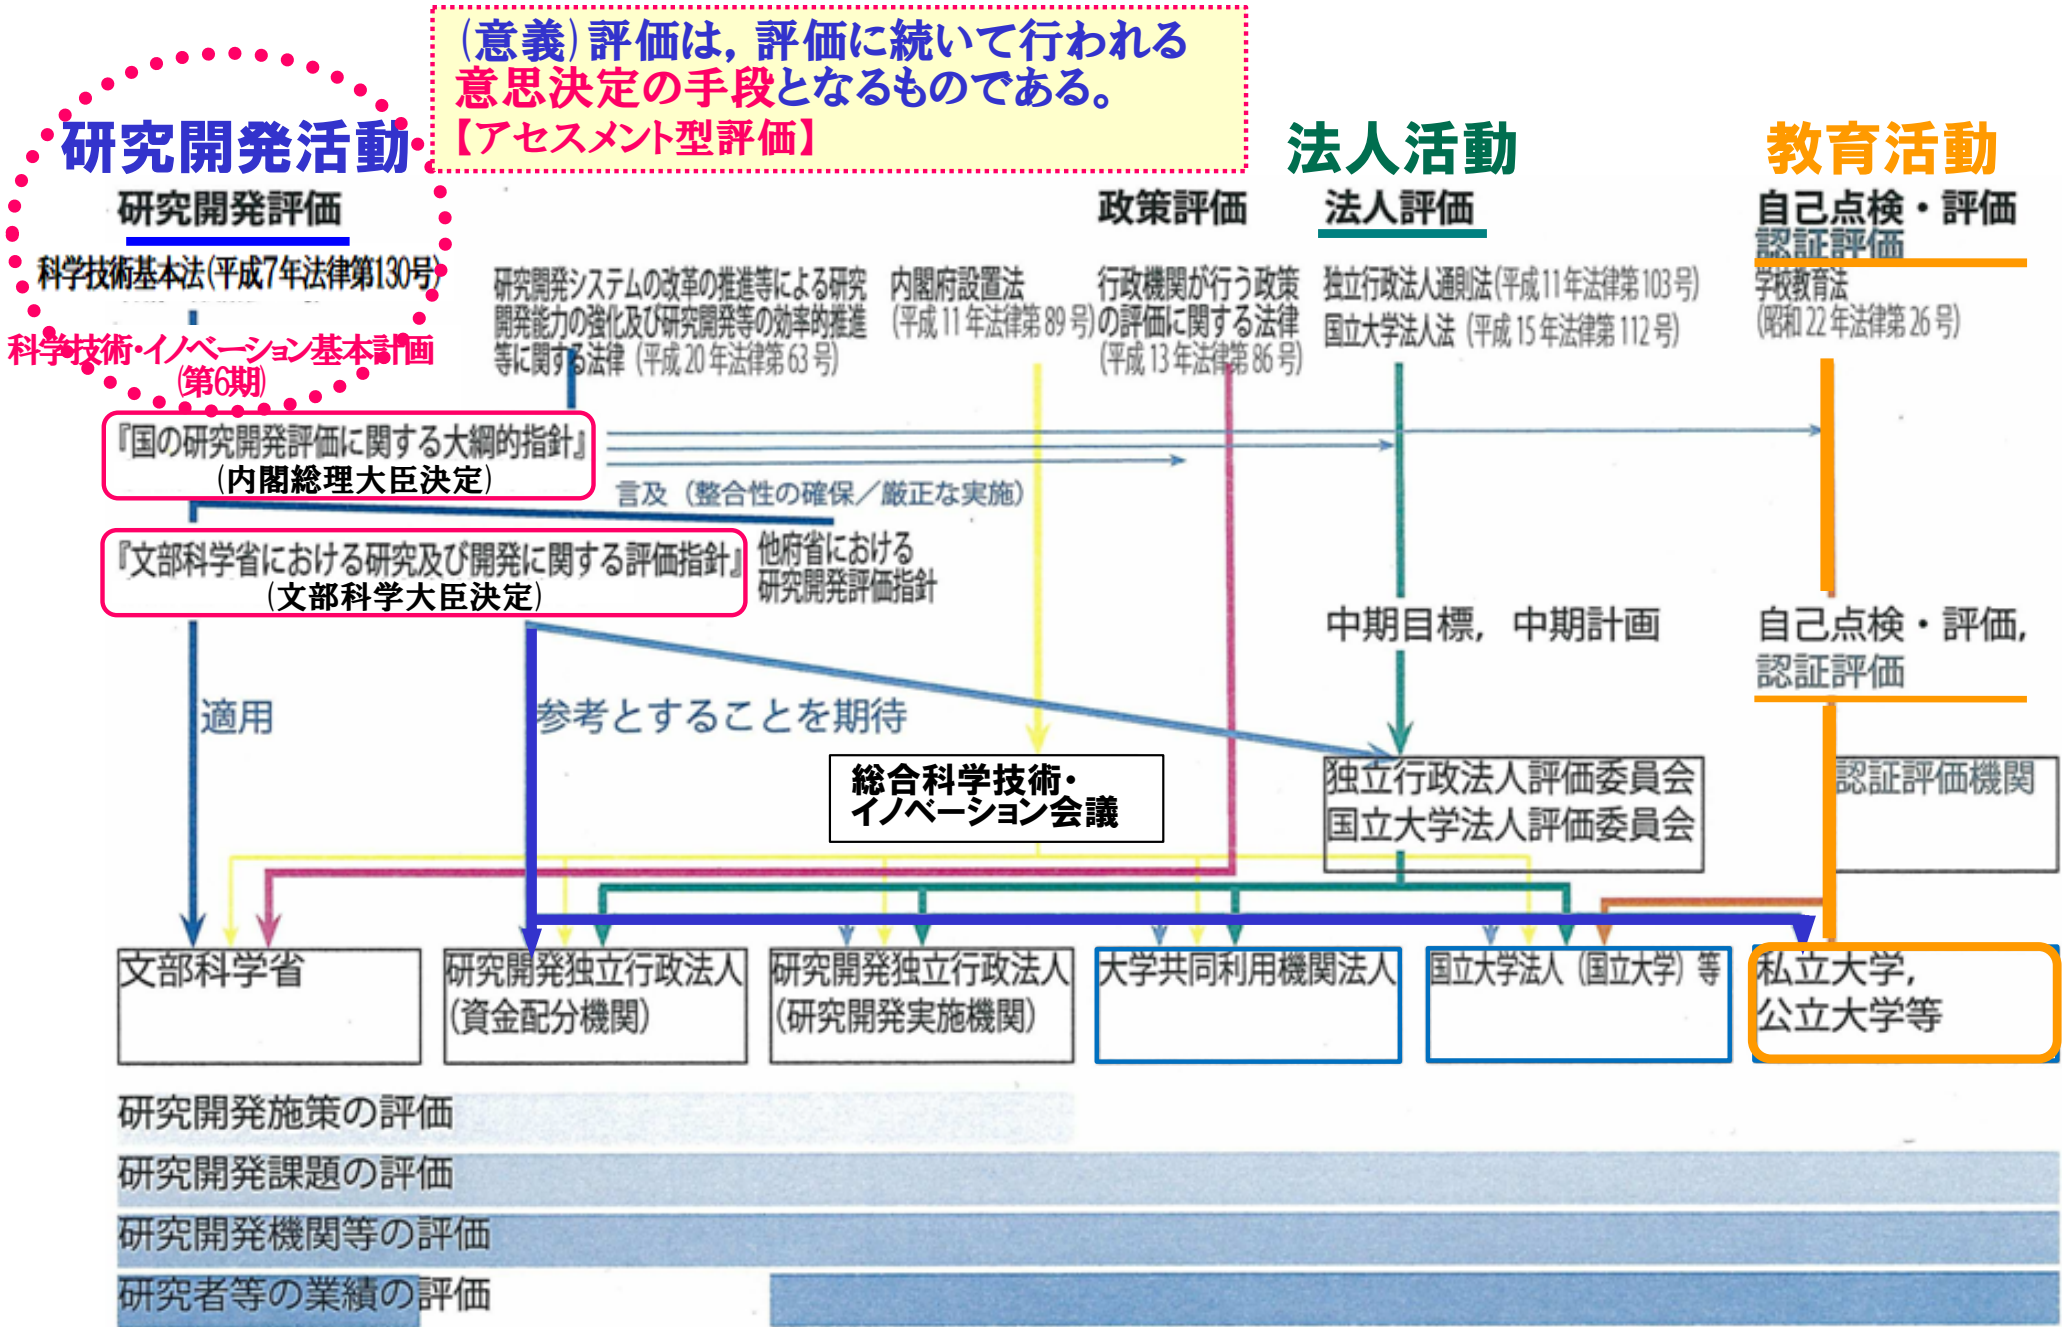 (意義)評価は，評価に続いて行われる
意思決定の手段となるものである。
【アセスメント型評価】
研究開発活動
法人活動
教育活動
研究開発評価
政策評価
法人評価
自己点検・評価
認証評価
科学技術基本法(平成7年法律第130号)
科学技術・イノベーション基本計画
(第6期)
研究開発システムの改革の推進等による研究
開発能力の強化及び研究開発等の効率的推進
等に関する法律（平成 20 年法律第 63 号）
内閣府設置法
（平成 11 年法律第 89 号）
行政機関が行う政策
の評価に関する法律
（平成 13 年法律第 86 号）
独立行政法人通則法（平成 11 年法律第 103 号）
国立大学法人法（平成 15 年法律第 112 号）
学校教育法
（昭和 22 年法律第 26 号）
『国の研究開発評価に関する大綱的指針』
(内閣総理大臣決定)
言及（整合性の確保／厳正な実施）
『文部科学省における研究及び開発に関する評価指針』
(文部科学大臣決定)
他府省における
研究開発評価指針
中期目標，中期計画
自己点検・評価，
認証評価
適用
参考とすることを期待
総合科学技術・
イノベーション会議
独立行政法人評価委員会
国立大学法人評価委員会
認証評価機関
文部科学省
研究開発独立行政法人
（資金配分機関）
研究開発独立行政法人
（研究開発実施機関）
大学共同利用機関法人
国立大学法人（国立大学）等
私立大学，
公立大学等
研究開発施策の評価
研究開発課題の評価
研究開発機関等の評価
研究者等の業績の評価